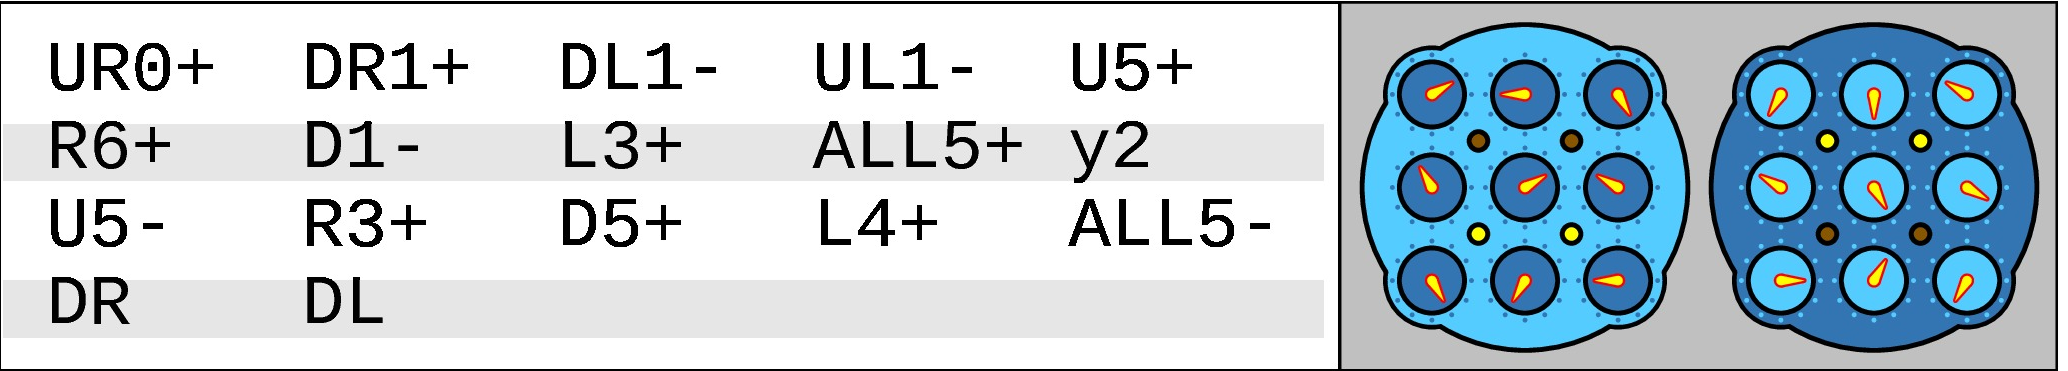 UR0+ DR1+ DL1- UL1- U5+
R6+ D1- L3+ ALL5+ y2
U5- R3+ D5+ L4+ ALL5-
DR DL